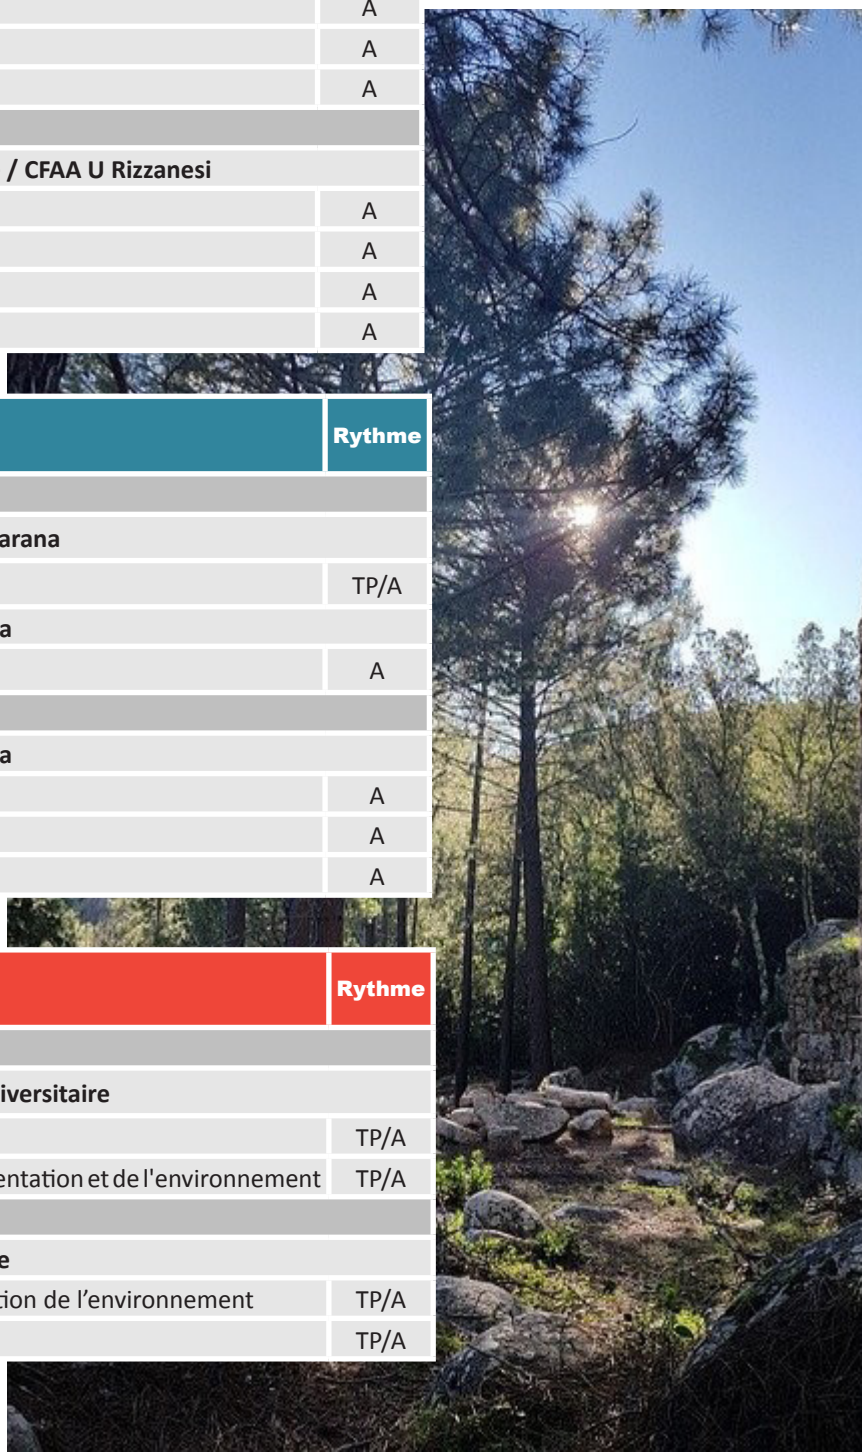 A
A
A
/ CFAA U Rizzanesi
A
A
A
A
Rythme
arana
TP/A
a
A
a
A
A
A
Rythme
iversitaire
TP/A
entation et de l'environnement TP/A
e
tion de l’environnement TP/A
TP/A